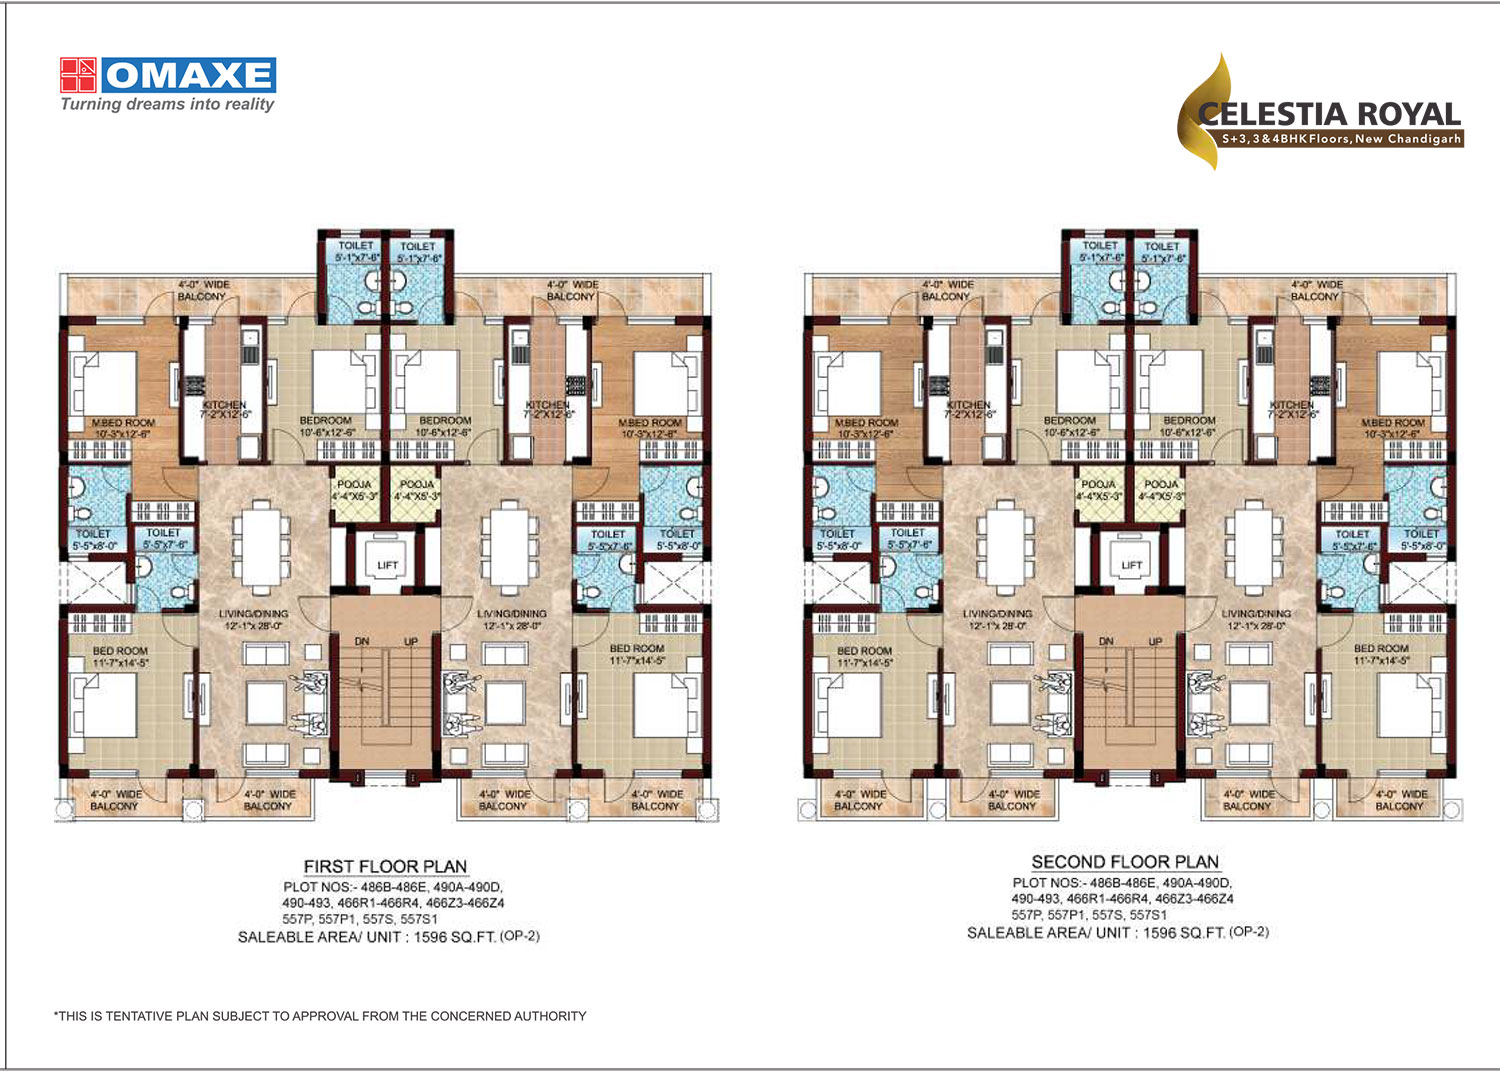 OMAXE
Turning dreams into reality
CELESTIA ROYAL
S+3, 3 & 4BHK Floors, New Chandigarh
TOILET TOILET
5'-1"x7'-6" 5'-1"x7'-6"
4'-0" WIDE BALCONY
4'-0" WIDE BALCONY
KITCHEN
7'-2"X12'-6"
KITCHEN
7'-2"X12'-6"
M.BED ROOM
10'-3"x12'-6"
BEDROOM
10'-6"x12'-6"
BEDROOM
10'-6"x12'-6"
M.BED ROOM
10'-3"x12'-6"
POOJA
4'-4"X5'-3"
POOJA
4'-4"X5'-3"
TOILET
5'-5"x8'-0"
TOILET
5'-5"x7'-6"
TOILET
5'-5"x7'-6"
TOILET
5'-5"x8'-0"
LIFT
LIVING/DINING
12'-1"x 28'-0"
LIVING/DINING
12'-1"x 28'-0"
DN UP
BED ROOM
11'-7"x14'-5"
BED ROOM
11'-7"x14'-5"
4'-0" WIDE
BALCONY
4'-0" WIDE
BALCONY
4'-0" WIDE
BALCONY
4'-0" WIDE
BALCONY
FIRST FLOOR PLAN
PLOT NOS:- 486B-486E, 490A-490D,
490-493, 466R1-466R4, 466Z3-466Z4
557P, 557P1, 557S, 557S1
SALEABLE AREA/ UNIT : 1596 SQ.FT. (OP-2)
TOILET TOILET
5'-1"x7'-6" 5'-1"x7'-6"
4'-0" WIDE
BALCONY
4'-0" WIDE
BALCONY
KITCHEN
7'-2"X12'-6"
KITCHEN
7'-2"X12'-6"
M.BED ROOM
10'-3"x12'-6"
BEDROOM
10'-6"x12'-6"
BEDROOM
10'-6"x12'-6"
M.BED ROOM
10'-3"x12'-6"
POOJA
4'-4"X5'-3"
POOJA
4'-4"X5'-3"
TOILET
5'-5"x8'-0"
TOILET
5'-5"x7'-6"
TOILET
5'-5"x7'-6"
TOILET
5'-5"x8'-0"
LIFT
LIVING/DINING
12'-1"x 28'-0"
LIVING/DINING
12'-1"x 28'-0"
DN UP
BED ROOM
11'-7"x14'-5"
BED ROOM
11'-7"x14'-5"
4'-0" WIDE
BALCONY
4'-0" WIDE
BALCONY
4'-0" WIDE
BALCONY
4'-0" WIDE
BALCONY
SECOND FLOOR PLAN
PLOT NOS:- 486B-486E, 490A-490D,
490-493, 466R1-466R4, 466Z3-466Z4
557P, 557P1, 557S, 557S1
SALEABLE AREA/ UNIT : 1596 SQ.FT. (OP-2)
*THIS IS TENTATIVE PLAN SUBJECT TO APPROVAL FROM THE CONCERNED AUTHORITY